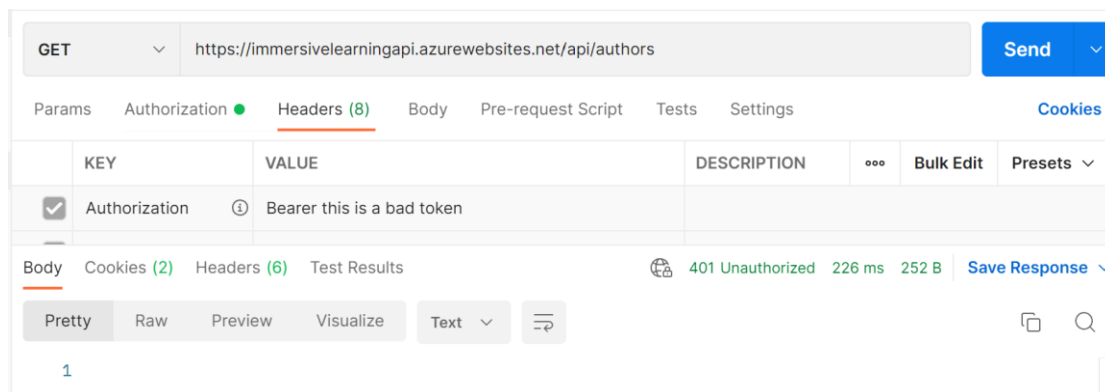 GET https://immersivelearningapi.azurewebsites.net/api/authors Send
Params Authorization Headers (8) Body Pre-request Script Tests Settings Cookies
KEY VALUE DESCRIPTION ooo Bulk Edit Presets
Authorization Bearer this is a bad token
Body Cookies (2) Headers (6) Test Results 401 Unauthorized 226 ms 252 B Save Response
Pretty Raw Preview Visualize Text
1